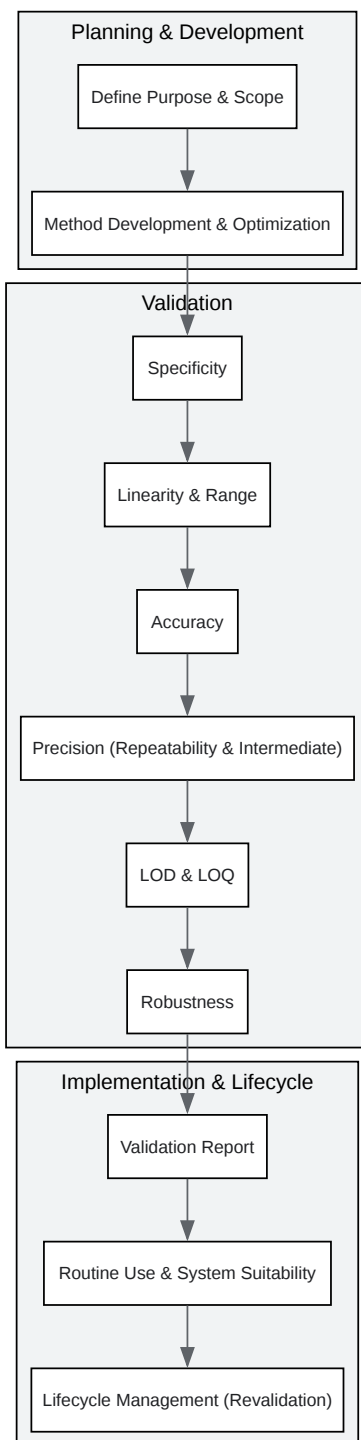 Planning & Development
Define Purpose & Scope
Method Development & Optimization
Validation
Specificity
Linearity & Range
Accuracy
Precision (Repeatability & Intermediate)
LOD & LOQ
Robustness
Implementation & Lifecycle
Validation Report
Routine Use & System Suitability
Lifecycle Management (Revalidation)